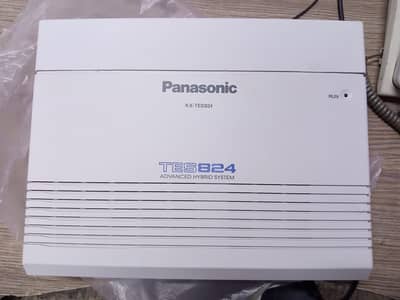 Panasonic
KX-TES824
RUN
TES824
ADVANCED HYBRID SYSTEM